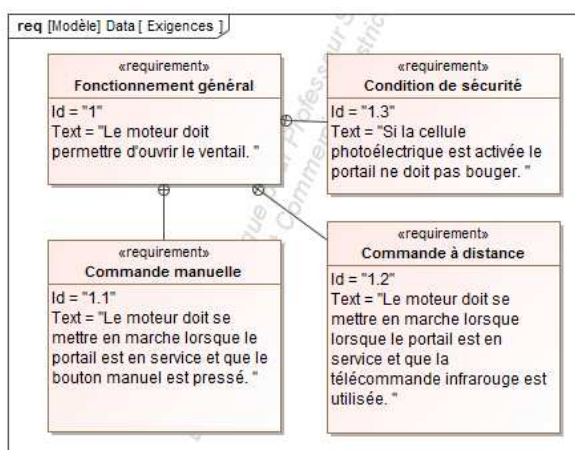 req [Modèle] Data [ Exigences ]
«requirement»
Fonctionnement général
Id = "1"
Text = "Le moteur doit
permettre d'ouvrir le ventail. "
«requirement»
Condition de sécurité
Id = "1.3"
Text = "Si la cellule
photoélectrique est activée le
portail ne doit pas bouger. "
«requirement»
Commande manuelle
Id = "1.1"
Text = "Le moteur doit se
mettre en marche lorsque le
portail est en service et que le
bouton manuel est pressé. "
«requirement»
Commande à distance
Id = "1.2"
Text = "Le moteur doit se
mettre en marche lorsque
lorsque le portail est en
service et que la
télécommande infrarouge est
utilisée. "